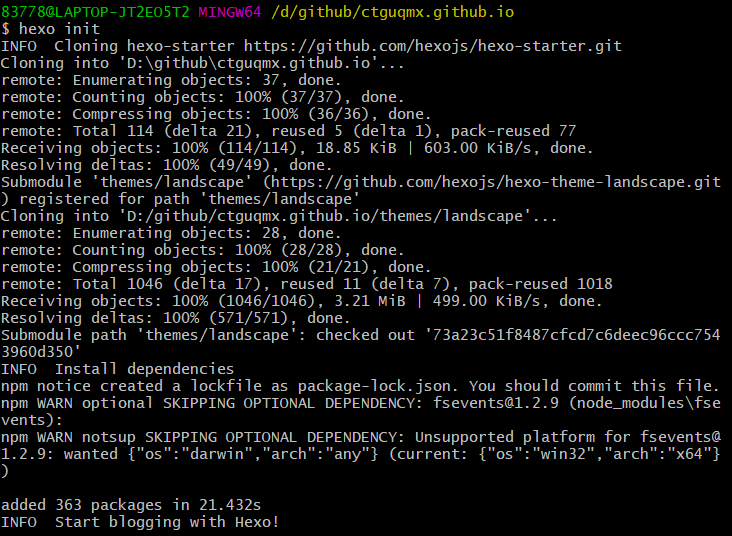 83778@LAPTOP-JT2EO5T2 MINGW64 /d/github/ctguqmx.github.io
$ hexo init
INFO  Cloning hexo-starter https://github.com/hexojs/hexo-starter.git
Cloning into 'D:\github\ctguqmx.github.io'...
remote: Enumerating objects: 37, done.
remote: Counting objects: 100% (37/37), done.
remote: Compressing objects: 100% (36/36), done.
remote: Total 114 (delta 21), reused 5 (delta 1), pack-reused 77
Receiving objects: 100% (114/114), 18.85 KiB | 603.00 KiB/s, done.
Resolving deltas: 100% (49/49), done.
Submodule 'themes/landscape' (https://github.com/hexojs/hexo-theme-landscape.git
) registered for path 'themes/landscape'
Cloning into 'D:/github/ctguqmx.github.io/themes/landscape'...
remote: Enumerating objects: 28, done.
remote: Counting objects: 100% (28/28), done.
remote: Compressing objects: 100% (21/21), done.
remote: Total 1046 (delta 17), reused 11 (delta 7), pack-reused 1018
Receiving objects: 100% (1046/1046), 3.21 MiB | 499.00 KiB/s, done.
Resolving deltas: 100% (571/571), done.
Submodule path 'themes/landscape': checked out '73a23c51f8487cfcd7c6deec96ccc754
3960d350'
INFO  Install dependencies
npm notice created a lockfile as package-lock.json. You should commit this file.
npm WARN optional SKIPPING OPTIONAL DEPENDENCY: fsevents@1.2.9 (node_modules\fse
vents):
npm WARN notsup SKIPPING OPTIONAL DEPENDENCY: Unsupported platform for fsevents@
1.2.9: wanted {"os":"darwin","arch":"any"} (current: {"os":"win32","arch":"x64"}
)
added 363 packages in 21.432s
INFO  Start blogging with Hexo!